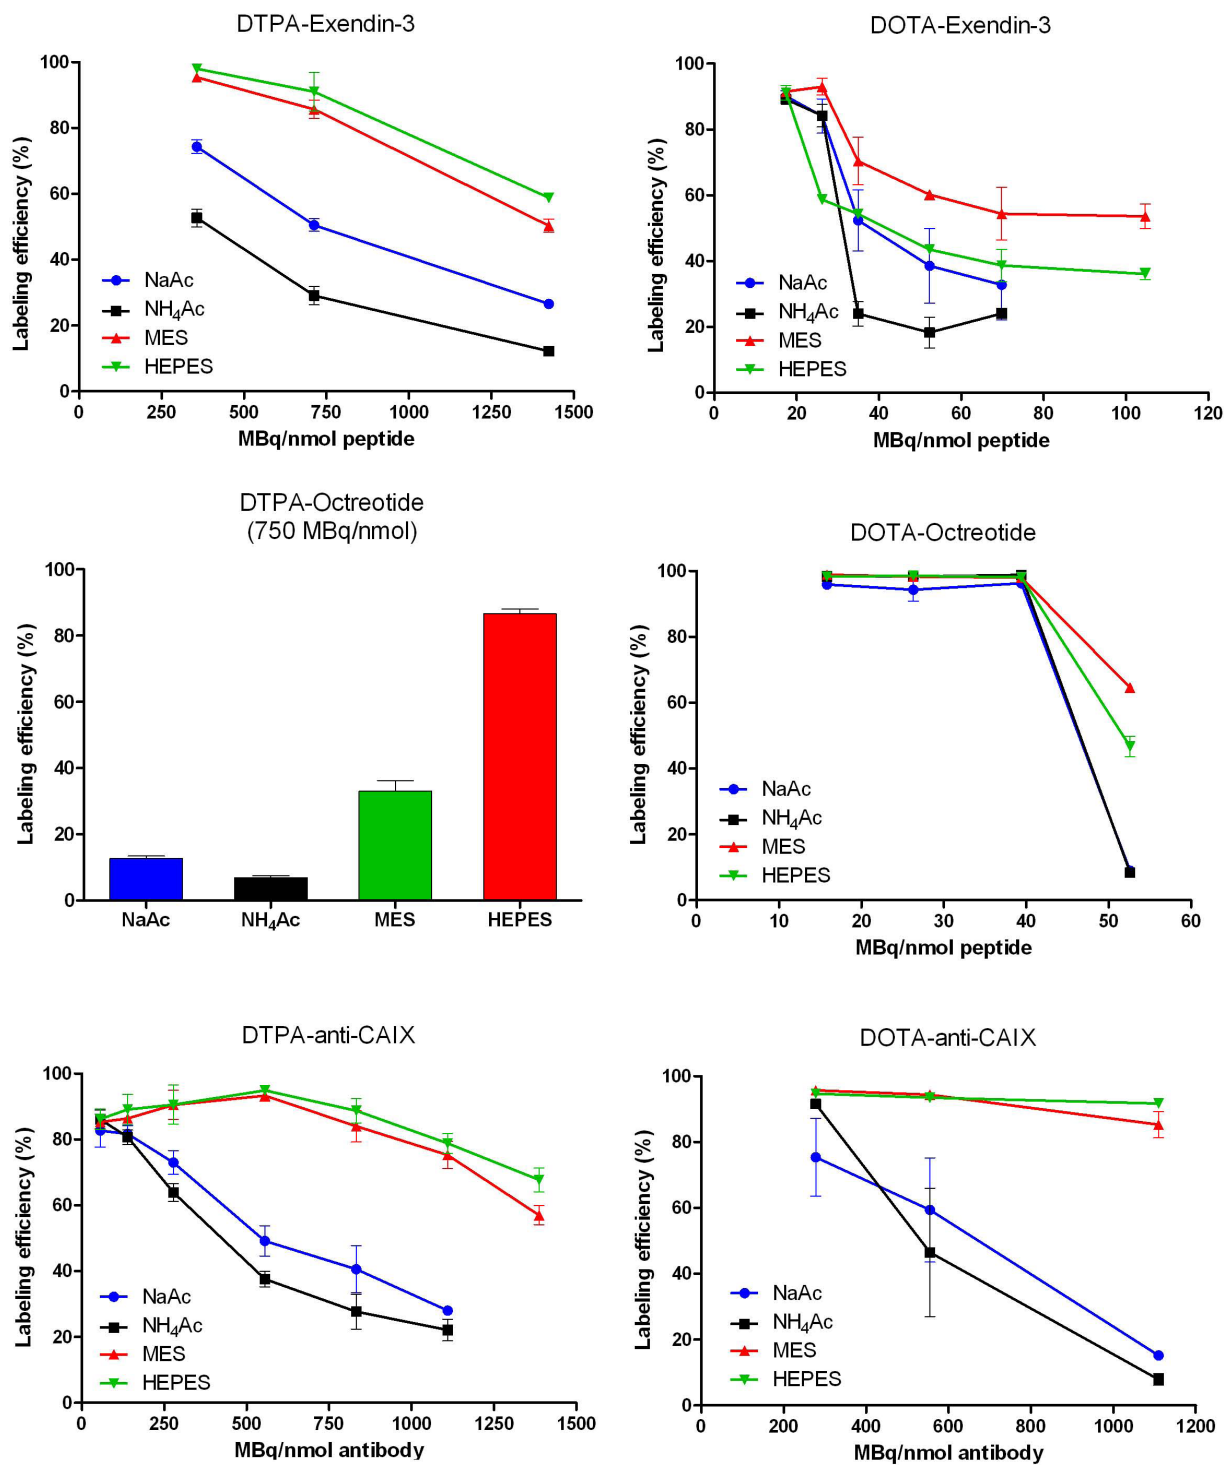 DTPA-Exendin-3
Labeling efficiency (%)
100
80
60
40
20
0
NaAc
NH₄Ac
MES
HEPES
0 250 500 750 1000 1250 1500
MBq/nmol peptide
DOTA-Exendin-3
Labeling efficiency (%)
100
80
60
40
20
0
NaAc
NH₄Ac
MES
HEPES
0 20 40 60 80 100 120
MBq/nmol peptide
DTPA-Octreotide
(750 MBq/nmol)
Labeling efficiency (%)
100
80
60
40
20
0
NaAc NH₄Ac MES HEPES
DOTA-Octreotide
Labeling efficiency (%)
100
80
60
40
20
0
NaAc
NH₄Ac
MES
HEPES
0 10 20 30 40 50 60
MBq/nmol peptide
DTPA-anti-CAIX
Labeling efficiency (%)
100
80
60
40
20
0
NaAc
NH₄Ac
MES
HEPES
0 250 500 750 1000 1250 1500
MBq/nmol antibody
DOTA-anti-CAIX
Labeling efficiency (%)
100
80
60
40
20
0
NaAc
NH₄Ac
MES
HEPES
0 200 400 600 800 1000 1200
MBq/nmol antibody